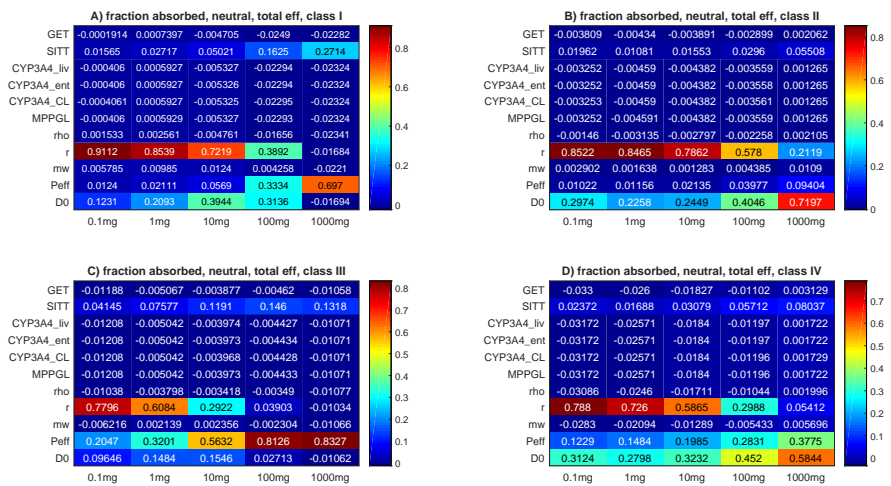 A) fraction absorbed, neutral, total eff, class I
GET -0.0001914 0.0007397 -0.004705 -0.0249 -0.02282
SITT 0.01565 0.02717 0.05021 0.1625 0.2714
CYP3A4_liv -0.000406 0.0005927 -0.005327 -0.02294 -0.02324
CYP3A4_ent -0.000406 0.0005927 -0.005326 -0.02294 -0.02324
CYP3A4_CL -0.0004061 0.0005927 -0.005325 -0.02295 -0.02324
MPPGL -0.000406 0.0005929 -0.005327 -0.02293 -0.02324
rho 0.001533 0.002561 -0.004761 -0.01656 -0.02341
r 0.9112 0.8539 0.7219 0.3892 -0.01684
mw 0.005785 0.00985 0.0124 0.004258 -0.0221
Peff 0.0124 0.02111 0.0569 0.3334 0.697
D0 0.1231 0.2093 0.3944 0.3136 -0.01694
0.1mg 1mg 10mg 100mg 1000mg
0.8
0.6
0.4
0.2
0
B) fraction absorbed, neutral, total eff, class II
GET -0.003809 -0.00434 -0.003891 -0.002899 0.002062
SITT 0.01962 0.01081 0.01553 0.0296 0.05508
CYP3A4_liv -0.003252 -0.00459 -0.004382 -0.003559 0.001265
CYP3A4_ent -0.003252 -0.00459 -0.004382 -0.003558 0.001265
CYP3A4_CL -0.003253 -0.00459 -0.004382 -0.003561 0.001265
MPPGL -0.003252 -0.004591 -0.004382 -0.003559 0.001265
rho -0.00146 -0.003135 -0.002797 -0.002258 0.002105
r 0.8522 0.8465 0.7862 0.578 0.2119
mw 0.002902 0.001638 0.001283 0.004385 0.0109
Peff 0.01022 0.01156 0.02135 0.03977 0.09404
D0 0.2974 0.2258 0.2449 0.4046 0.7197
0.1mg 1mg 10mg 100mg 1000mg
0.8
0.6
0.4
0.2
0
C) fraction absorbed, neutral, total eff, class III
GET -0.01188 -0.005067 -0.003877 -0.00462 -0.01058
SITT 0.04145 0.07577 0.1191 0.146 0.1318
CYP3A4_liv -0.01208 -0.005042 -0.003974 -0.004427 -0.01071
CYP3A4_ent -0.01208 -0.005042 -0.003973 -0.004434 -0.01071
CYP3A4_CL -0.01208 -0.005042 -0.003968 -0.004428 -0.01071
MPPGL -0.01208 -0.005042 -0.003973 -0.004433 -0.01071
rho -0.01038 -0.003798 -0.003418 -0.00349 -0.01077
r 0.7796 0.6084 0.2922 0.03903 -0.01034
mw -0.006216 0.002139 0.002356 -0.002304 -0.01066
Peff 0.2047 0.3201 0.5632 0.8126 0.8327
D0 0.09646 0.1484 0.1546 0.02713 -0.01062
0.1mg 1mg 10mg 100mg 1000mg
0.8
0.7
0.6
0.5
0.4
0.3
0.2
0.1
0
D) fraction absorbed, neutral, total eff, class IV
GET -0.033 -0.026 -0.01827 -0.01102 0.003129
SITT 0.02372 0.01688 0.03079 0.05712 0.08037
CYP3A4_liv -0.03172 -0.02571 -0.0184 -0.01197 0.001722
CYP3A4_ent -0.03172 -0.02571 -0.0184 -0.01197 0.001722
CYP3A4_CL -0.03172 -0.02571 -0.0184 -0.01196 0.001729
MPPGL -0.03172 -0.02571 -0.0184 -0.01196 0.001722
rho -0.03086 -0.0246 -0.01711 -0.01044 0.001996
r 0.788 0.726 0.5865 0.2988 0.05412
mw -0.0283 -0.02094 -0.01289 -0.005433 0.005696
Peff 0.1229 0.1484 0.1985 0.2831 0.3775
D0 0.3124 0.2798 0.3232 0.452 0.5844
0.1mg 1mg 10mg 100mg 1000mg
0.7
0.6
0.5
0.4
0.3
0.2
0.1
0